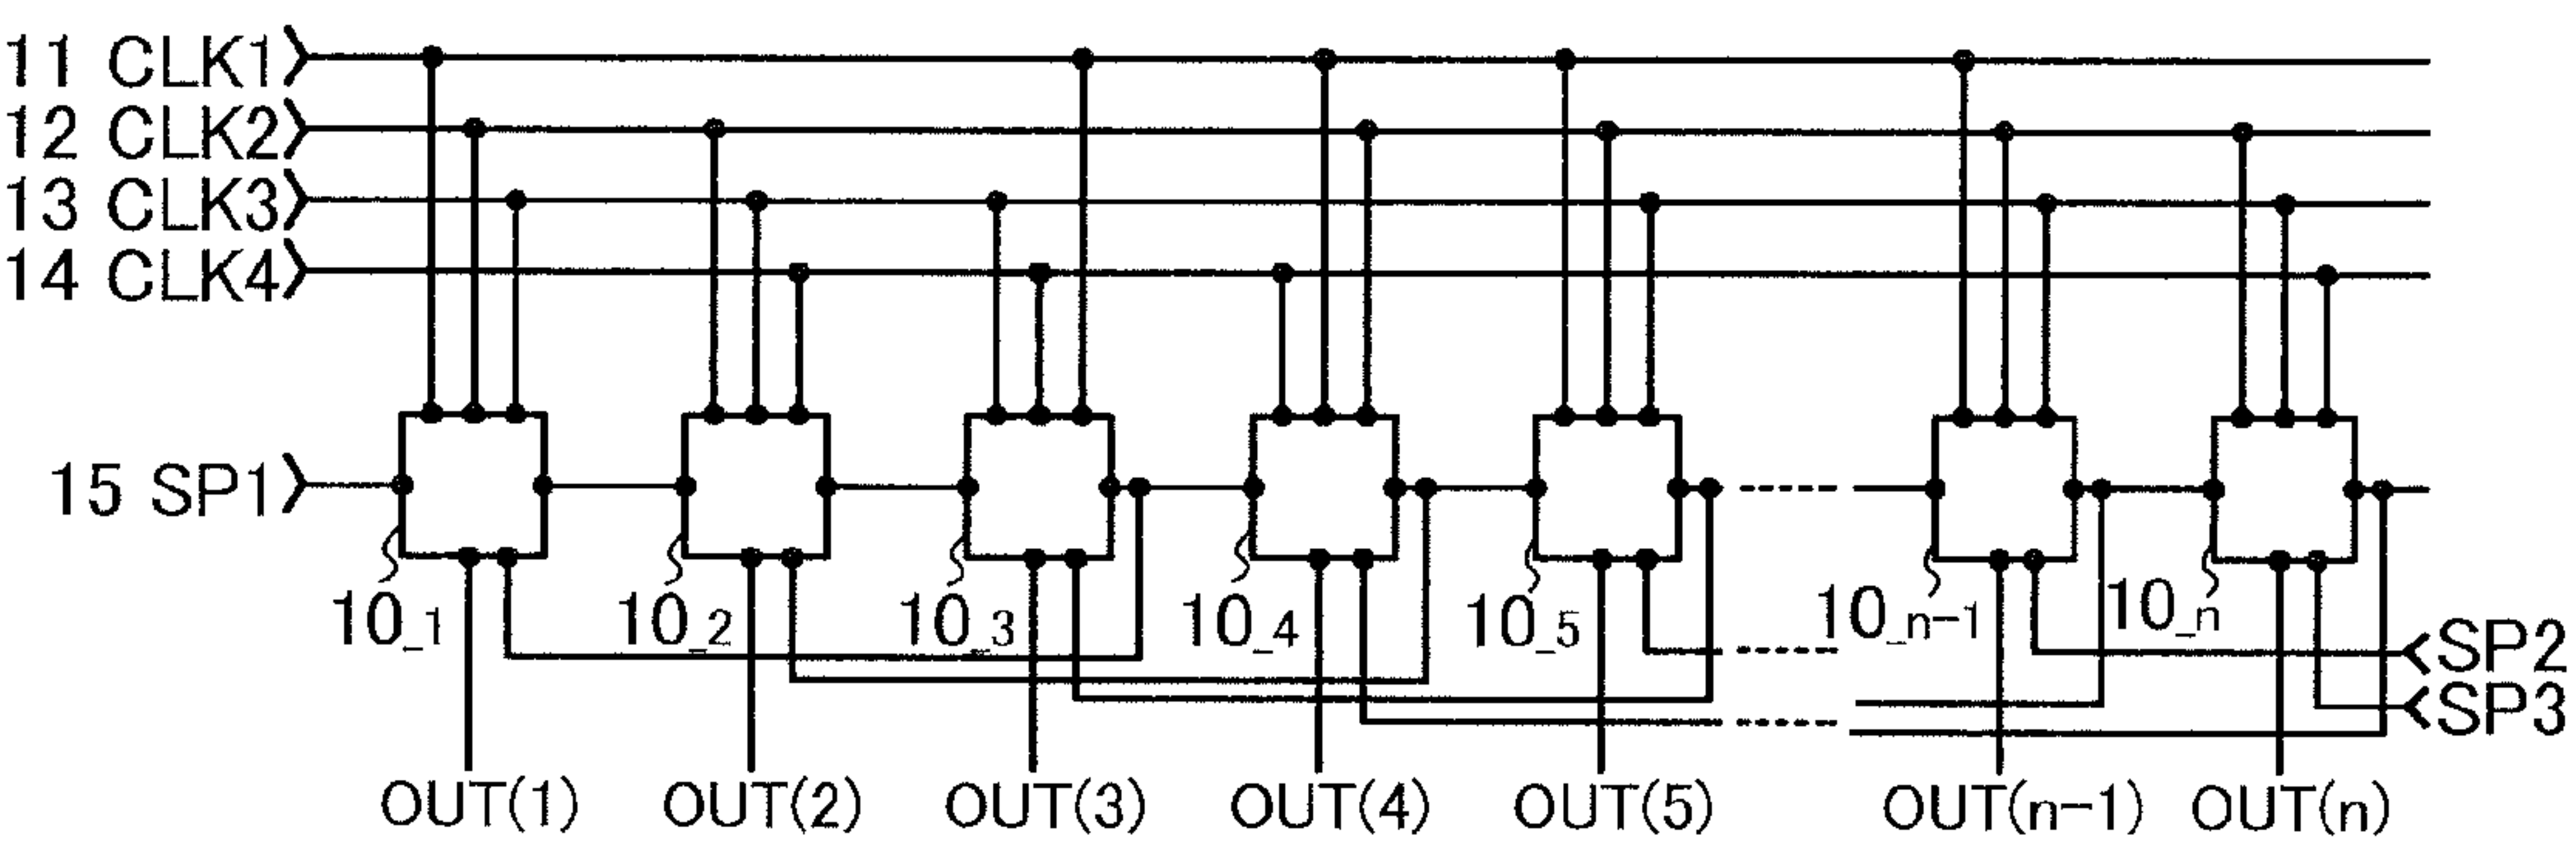 11 CLK1
12 CLK2
13 CLK3
14 CLK4
15 SP1
10_1 10_2 10_3 10_4 10_5 10_n-1 10_n
SP2
SP3
OUT(1) OUT(2) OUT(3) OUT(4) OUT(5) OUT(n-1) OUT(n)